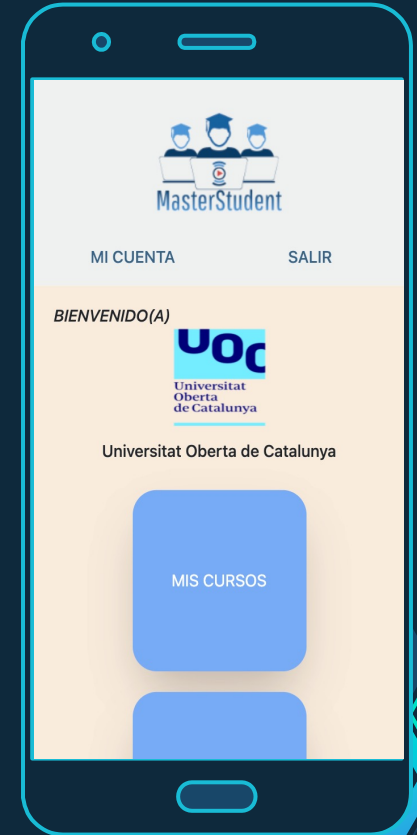 MasterStudent
MI CUENTA SALIR
BIENVENIDO(A)
UOC
Universitat
Oberta
de Catalunya
Universitat Oberta de Catalunya
MIS CURSOS